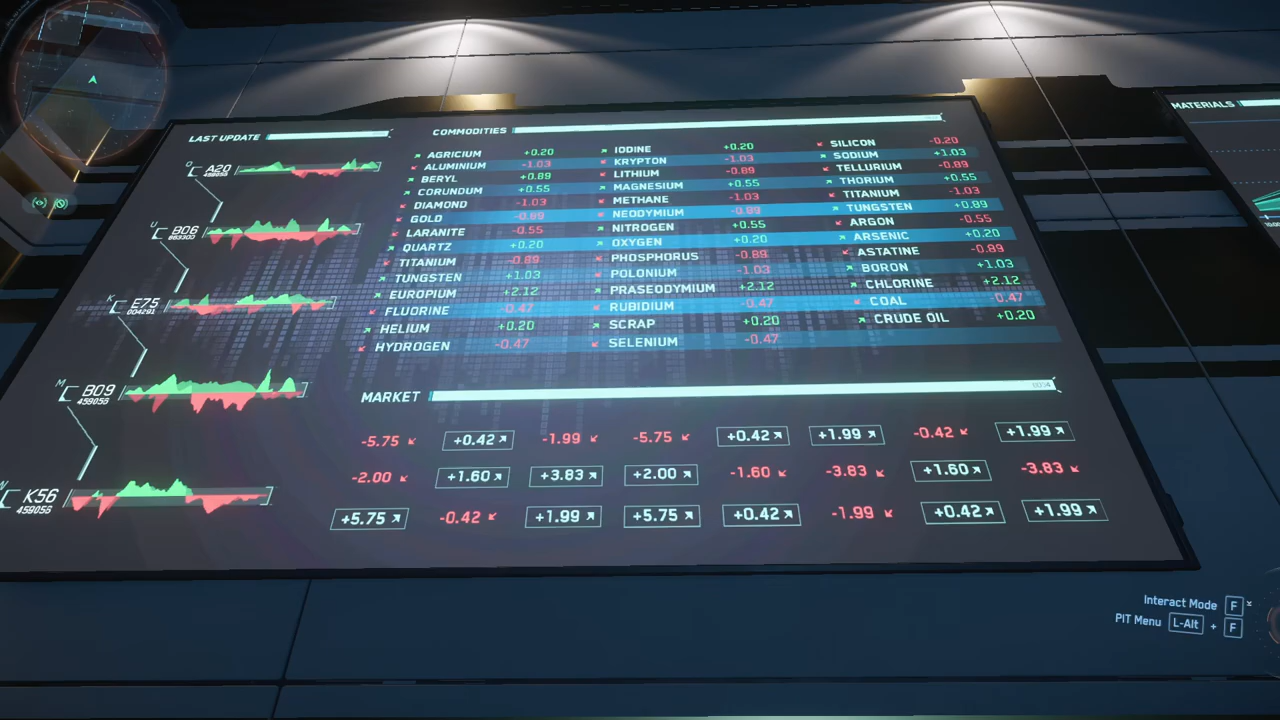 LAST UPDATE
A20
B06
E75
004291
B09
459056
K56
459056
COMMODITIES
AGRICIUM +0.20
ALUMINIUM -1.03
BERYL +0.89
CORUNDUM +0.55
DIAMOND -1.03
GOLD -0.89
LARANITE -0.55
QUARTZ +0.20
TITANIUM -0.89
TUNGSTEN +1.03
EUROPIUM +2.12
FLUORINE -0.47
HELIUM +0.20
HYDROGEN -0.47
IODINE +0.20
KRYPTON -1.03
LITHIUM -0.89
MAGNESIUM +0.55
METHANE -1.03
NEODYMIUM -0.89
NITROGEN +0.55
OXYGEN +0.20
PHOSPHORUS -0.89
POLONIUM -1.03
PRASEODYMIUM +2.12
RUBIDIUM -0.47
SCRAP +0.20
SELENIUM -0.47
SILICON -0.20
SODIUM +1.03
TELLURIUM -0.89
THORIUM +0.55
TITANIUM -1.03
TUNGSTEN +0.89
ARGON -0.55
ARSENIC +0.20
ASTATINE -0.89
BORON +1.03
CHLORINE +2.12
COAL -0.47
CRUDE OIL +0.20
MARKET
-5.75 +0.42 -1.99 -5.75 +0.42 +1.99 -0.42 +1.99
-2.00 +1.60 +3.83 +2.00 -1.60 -3.83 +1.60 -3.83
+5.75 -0.42 +1.99 +5.75 +0.42 -1.99 +0.42 +1.99
MATERIALS
Interact Mode F
PIT Menu L-Alt + F